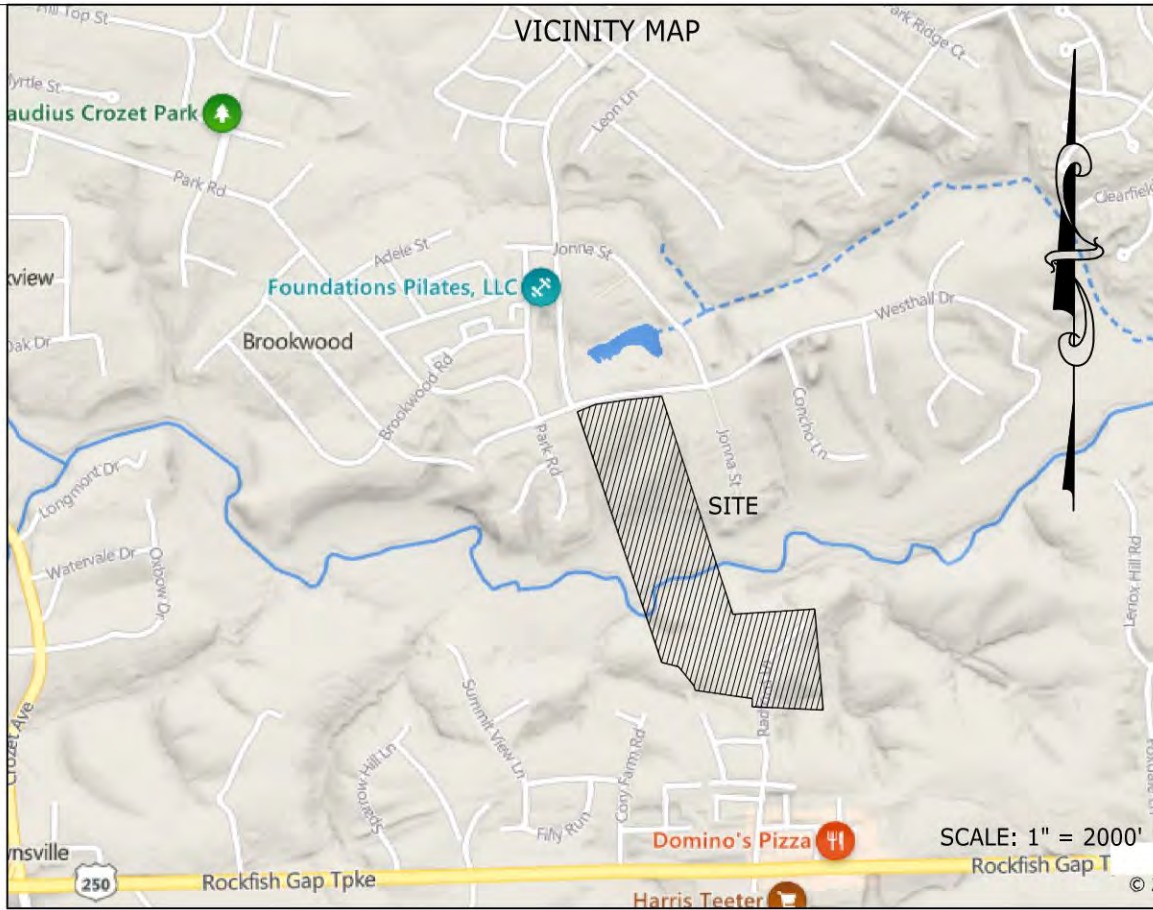 Hill Top St
VICINITY MAP
Park Ridge Ct
Myrtle St
audius Crozet Park
Leon Ln
Park Rd
Clearfield
Adele St
Jonna St
kview
Foundations Pilates, LLC
Westhall Dr
Oak Dr
Brookwood
Brookwood Rd
Concho Ln
Park Rd
Jonna St
Longmont Dr
SITE
Watervale Dr
Oxbow Dr
Lenox Hill Rd
Summit View Ln
Crozet Ave
Cory Farm Rd
Sparrow Hill Ln
Filly Run
Domino's Pizza
SCALE: 1" = 2000'
wnsville
250
Rockfish Gap Tpke
Rockfish Gap T
Harris Teeter
©